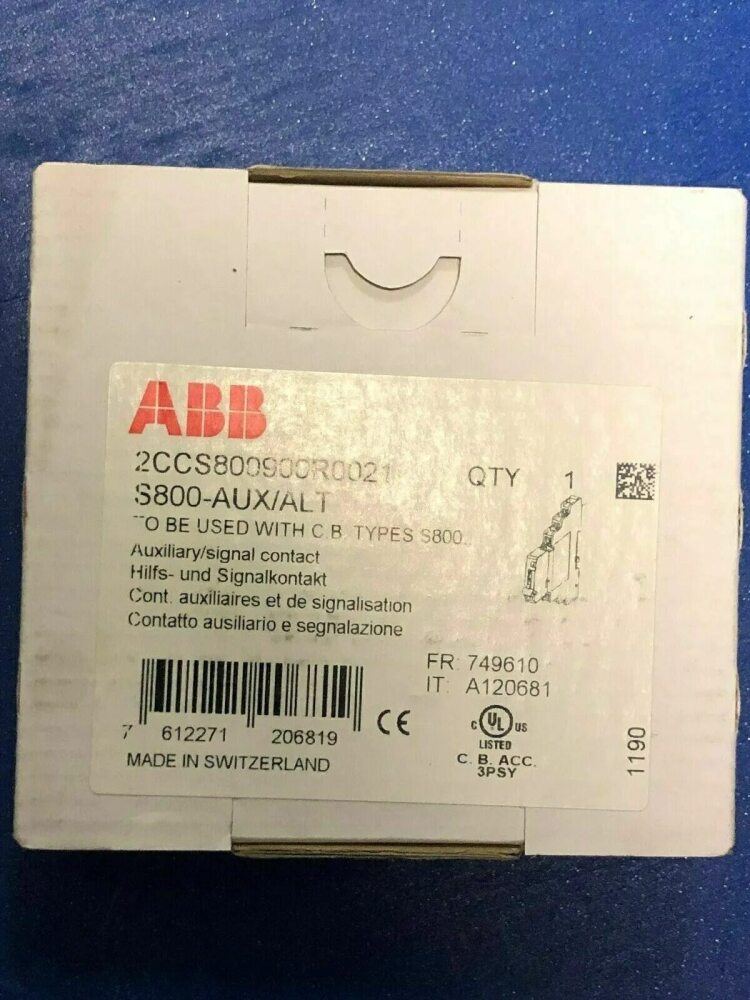 ABB
2CCS800900R0021
QTY 1
S800-AUX/ALT
TO BE USED WITH C.B. TYPES S800..
Auxiliary/signal contact
Hilfs- und Signalkontakt
Cont. auxiliaires et de signalisation
Contatto ausiliario e segnalazione
FR: 749610
IT: A120681
7 612271 206819
CE
C UL US
LISTED
C. B. ACC.
3PSY
MADE IN SWITZERLAND
1190